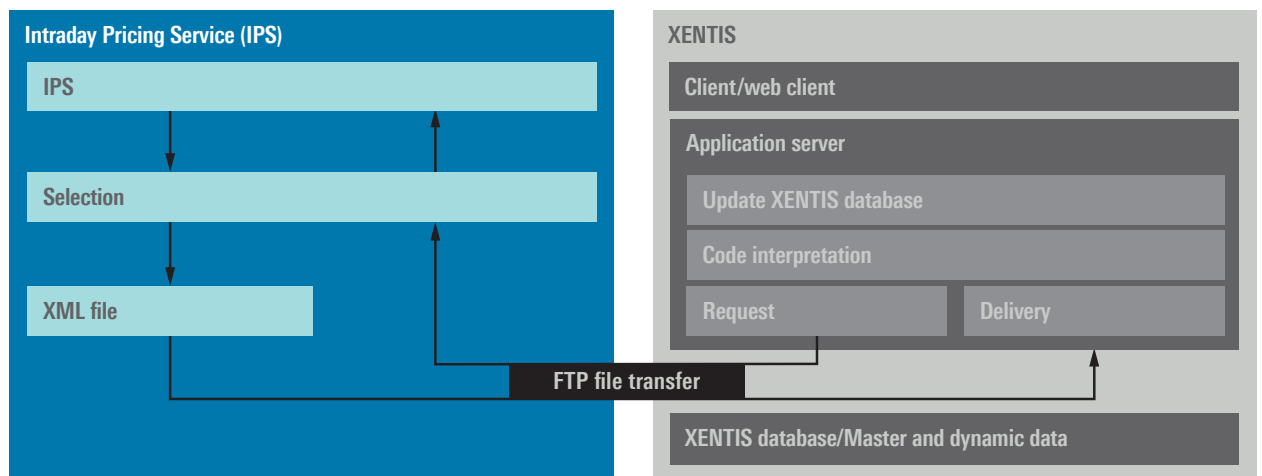 Intraday Pricing Service (IPS)
IPS
Selection
XML file
XENTIS
Client/web client
Application server
Update XENTIS database
Code interpretation
Request
Delivery
FTP file transfer
XENTIS database/Master and dynamic data